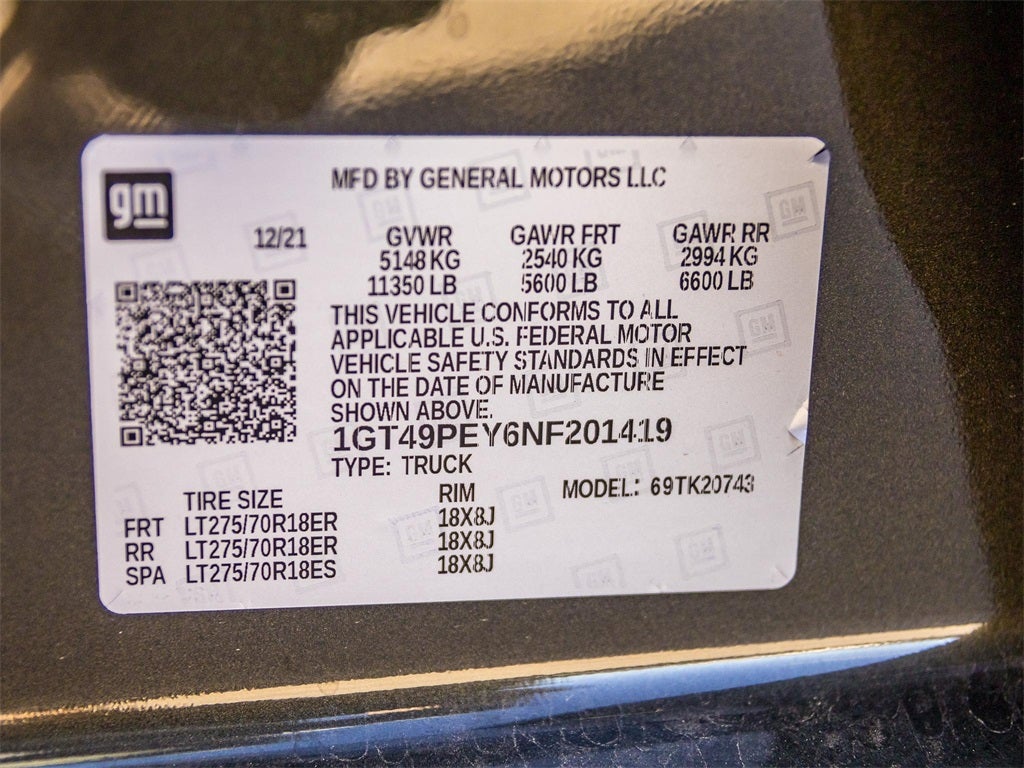 gm
MFD BY GENERAL MOTORS LLC
12/21 GVWR GAWR FRT GAWR RR
5148 KG 2540 KG 2994 KG
11350 LB 5600 LB 6600 LB
THIS VEHICLE CONFORMS TO ALL
APPLICABLE U.S. FEDERAL MOTOR
VEHICLE SAFETY STANDARDS IN EFFECT
ON THE DATE OF MANUFACTURE
SHOWN ABOVE.
1GT49PEY6NF201419
TYPE: TRUCK
TIRE SIZE RIM MODEL: 69TK20743
FRT LT275/70R18ER 18X8J
RR LT275/70R18ER 18X8J
SPA LT275/70R18ES 18X8J